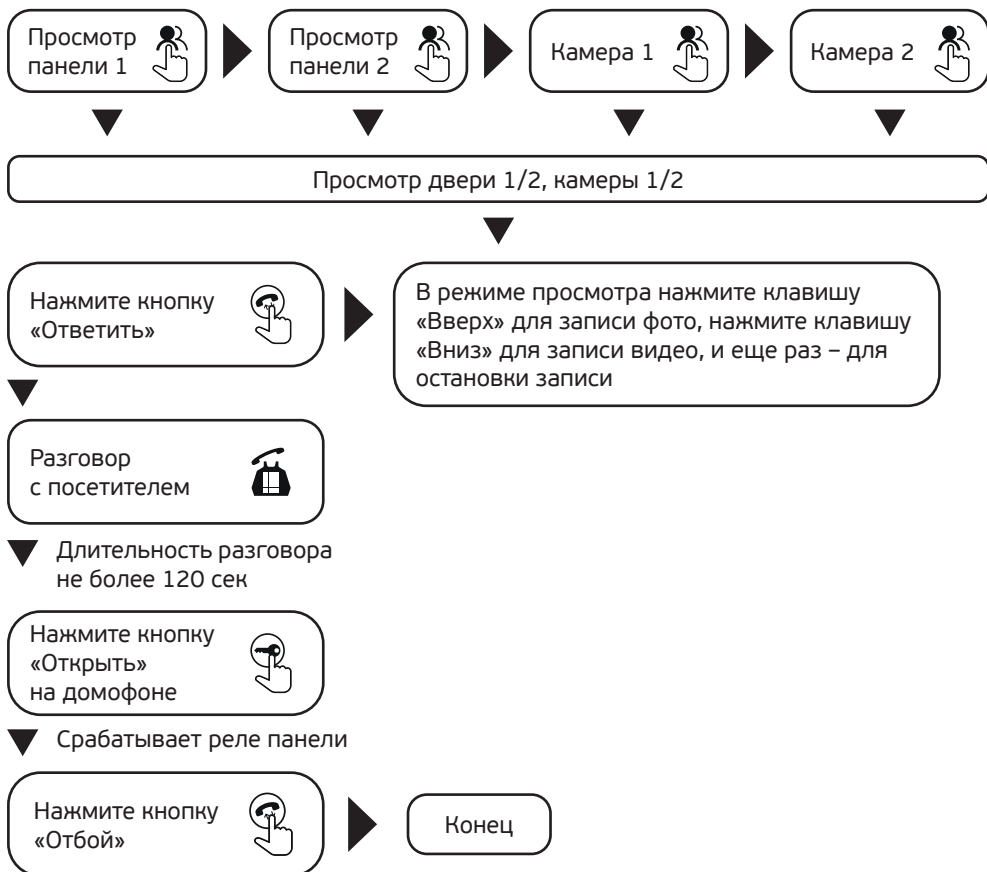 Просмотр
панели 1
Просмотр
панели 2
Камера 1
Камера 2
Просмотр двери 1/2, камеры 1/2
Нажмите кнопку
«Ответить»
В режиме просмотра нажмите клавишу
«Вверх» для записи фото, нажмите клавишу
«Вниз» для записи видео, и еще раз – для
остановки записи
Разговор
с посетителем
Длительность разговора
не более 120 сек
Нажмите кнопку
«Открыть»
на домофоне
Срабатывает реле панели
Нажмите кнопку
«Отбой»
Конец